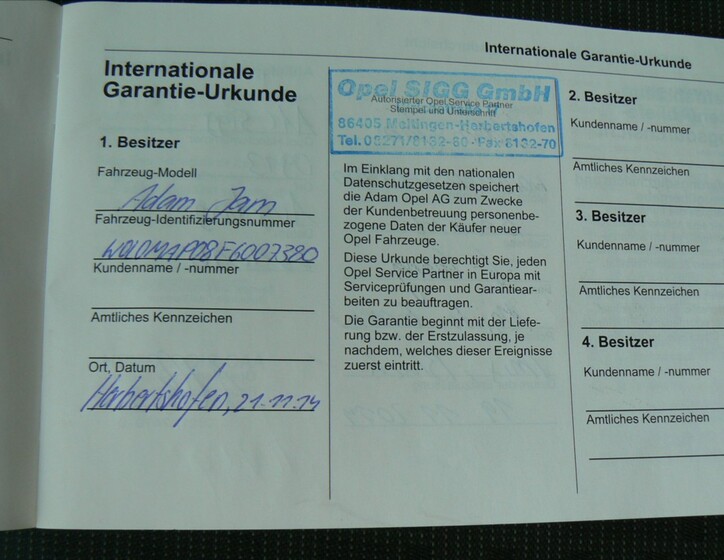 Internationale Garantie-Urkunde
Internationale
Garantie-Urkunde
1. Besitzer
Fahrzeug-Modell
Adam Jam
Fahrzeug-Identifizierungsnummer
W0L0MAP08F6007380
Kundenname / -nummer
Amtliches Kennzeichen
Ort, Datum
Herbertshofen, 21.11.14
Opel SIGG GmbH
Autorisierter Opel Service Partner
Stempel und Unterschrift
86405 Meitingen-Herbertshofen
Tel. 08271/8132-60 · Fax 8132-70
Im Einklang mit den nationalen
Datenschutzgesetzen speichert
die Adam Opel AG zum Zwecke
der Kundenbetreuung personenbe-
zogene Daten der Käufer neuer
Opel Fahrzeuge.
Diese Urkunde berechtigt Sie, jeden
Opel Service Partner in Europa mit
Serviceprüfungen und Garantiear-
beiten zu beauftragen.
Die Garantie beginnt mit der Liefe-
rung bzw. der Erstzulassung, je
nachdem, welches dieser Ereignisse
zuerst eintritt.
2. Besitzer
Kundenname / -nummer
Amtliches Kennzeichen
3. Besitzer
Kundenname / -nummer
Amtliches Kennzeichen
4. Besitzer
Kundenname / -nummer
Amtliches Kennzeichen